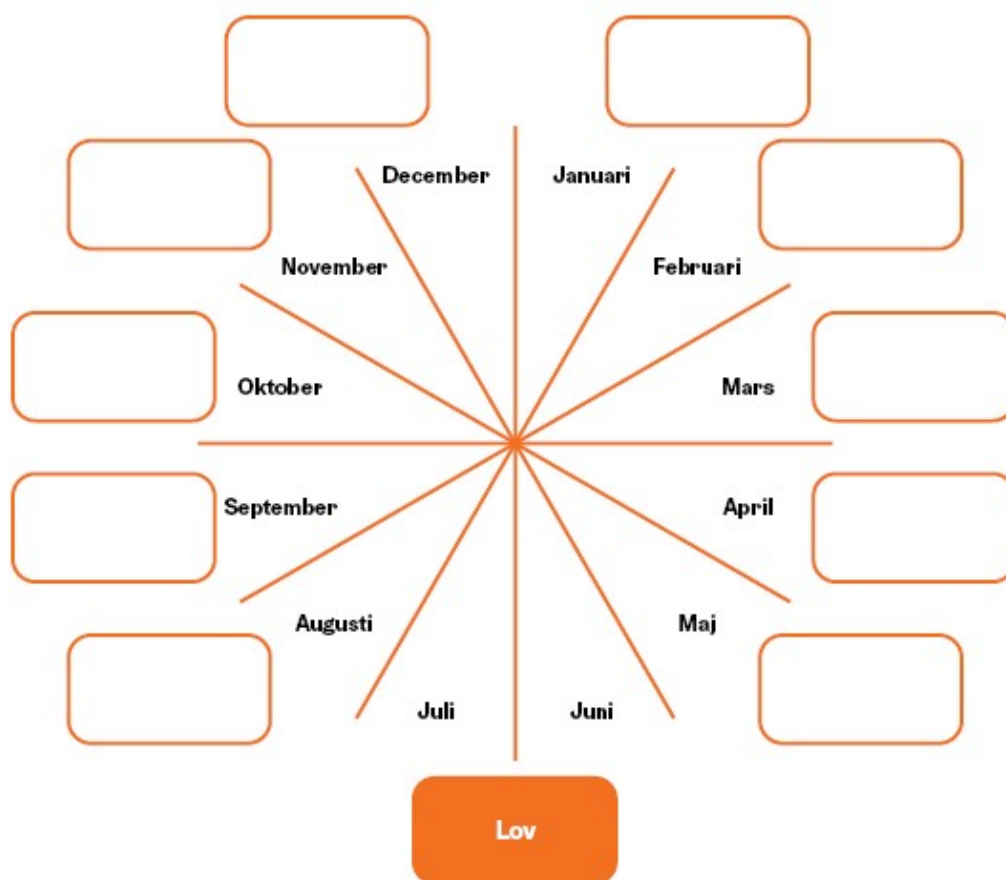 December
Januari
November
Februari
Oktober
Mars
September
April
Augusti
Maj
Juli
Juni
Lov